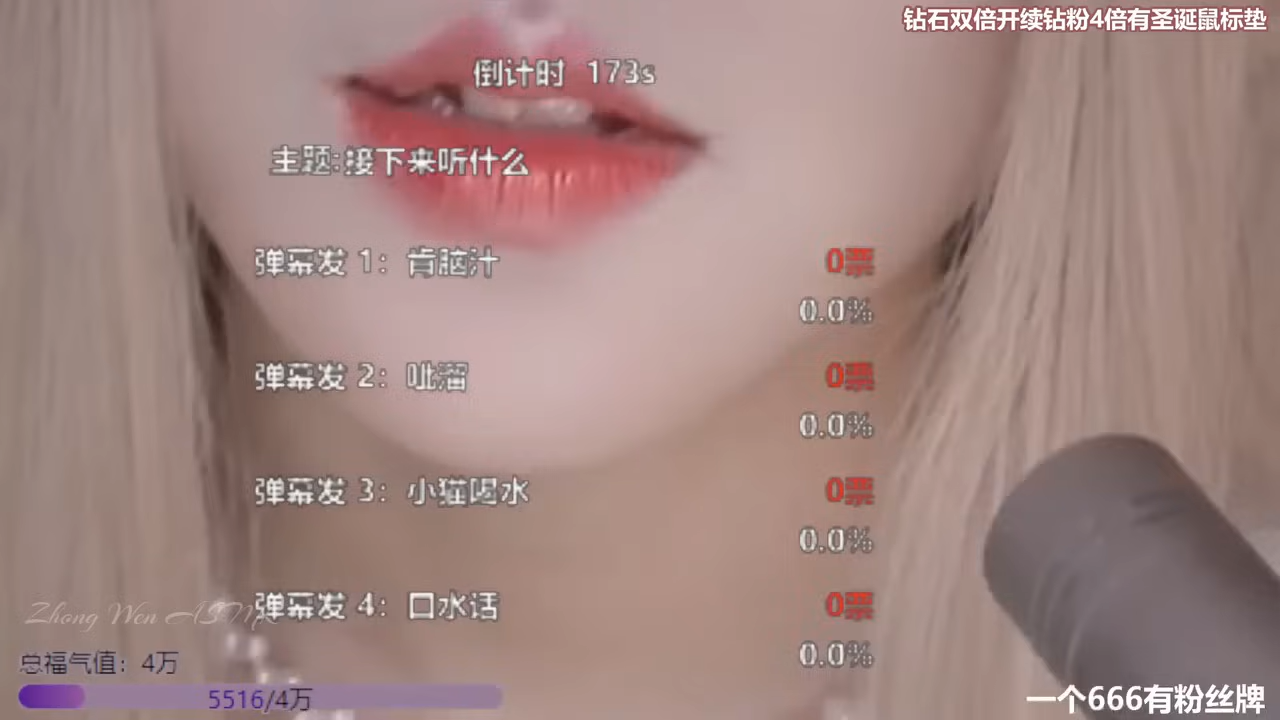 钻石双倍开续钻粉4倍有圣诞鼠标垫
倒计时 173s
主题:接下来听什么
弹幕发 1: 肯脑汁
0票
0.0%
弹幕发 2: 呲溜
0票
0.0%
弹幕发 3: 小猫喝水
0票
0.0%
弹幕发 4: 口水话
0票
0.0%
Zhong Wen ASMR
总福气值: 4万
5516/4万
一个666有粉丝牌